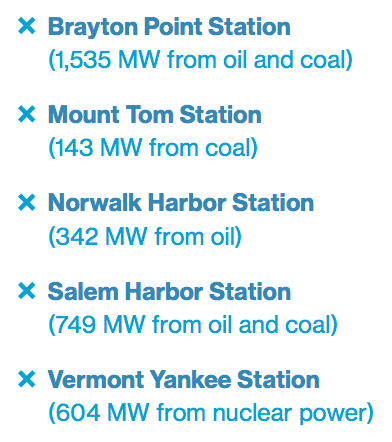 × Brayton Point Station
(1,535 MW from oil and coal)
× Mount Tom Station
(143 MW from coal)
× Norwalk Harbor Station
(342 MW from oil)
× Salem Harbor Station
(749 MW from oil and coal)
× Vermont Yankee Station
(604 MW from nuclear power)